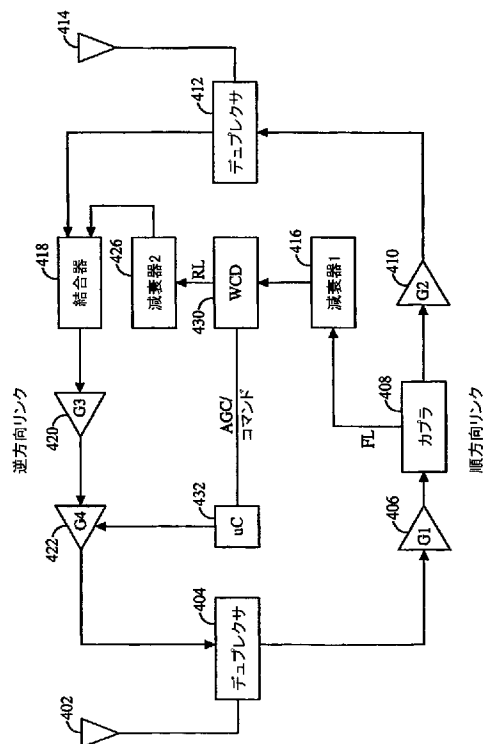 逆方向リンク
402
404
デュプレクサ
422
G4
420
G3
418
結合器
426
減衰器2
RL
430
WCD
AGC/
コマンド
432
uC
416
減衰器1
FL
406
G1
408
カプラ
410
G2
412
デュプレクサ
414
順方向リンク